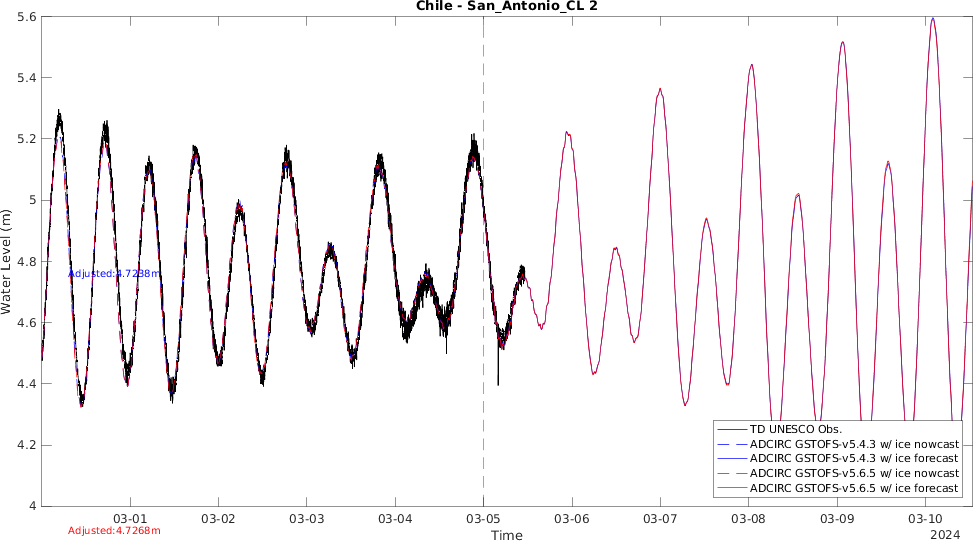 Chile - San_Antonio_CL 2
5.6
5.4
5.2
5
4.8
4.6
4.4
4.2
4
Water Level (m)
Adjusted:4.7238m
Adjusted:4.7268m
TD UNESCO Obs.
ADCIRC GSTOFS-v5.4.3 w/ ice nowcast
ADCIRC GSTOFS-v5.4.3 w/ ice forecast
ADCIRC GSTOFS-v5.6.5 w/ ice nowcast
ADCIRC GSTOFS-v5.6.5 w/ ice forecast
03-01 03-02 03-03 03-04 03-05 03-06 03-07 03-08 03-09 03-10
Time
2024